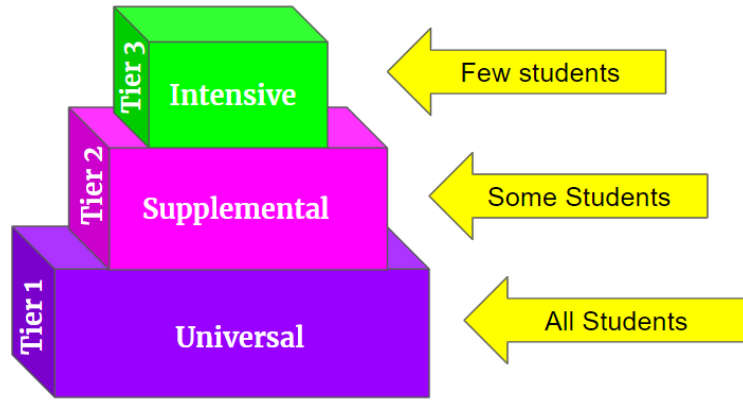 Tier 3
Intensive
Few students
Tier 2
Supplemental
Some Students
Tier 1
Universal
All Students